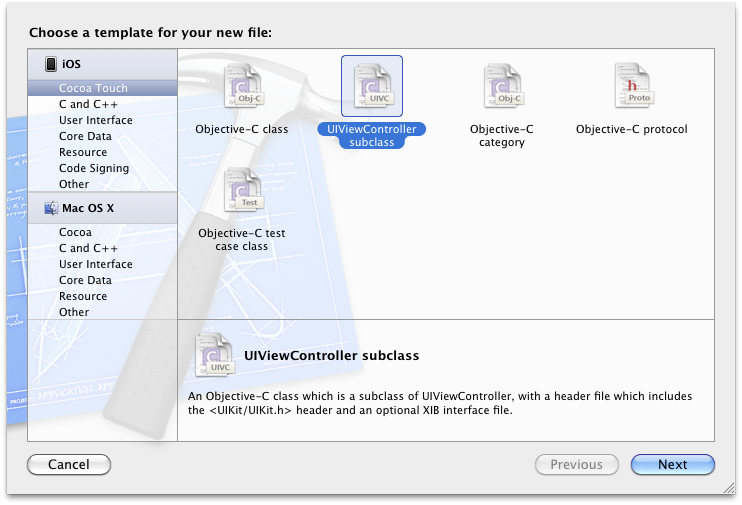 Choose a template for your new file:
iOS
Cocoa Touch
C and C++
User Interface
Core Data
Resource
Code Signing
Other
Mac OS X
Cocoa
C and C++
User Interface
Core Data
Resource
Other
Obj-C
Objective-C class
UIVC
UIViewController
subclass
Obj-C
Objective-C
category
Proto
Objective-C protocol
Test
Objective-C test
case class
UIVC
UIViewController subclass
An Objective-C class which is a subclass of UIViewController, with a header file which includes
the <UIKit/UIKit.h> header and an optional XIB interface file.
Cancel
Previous
Next